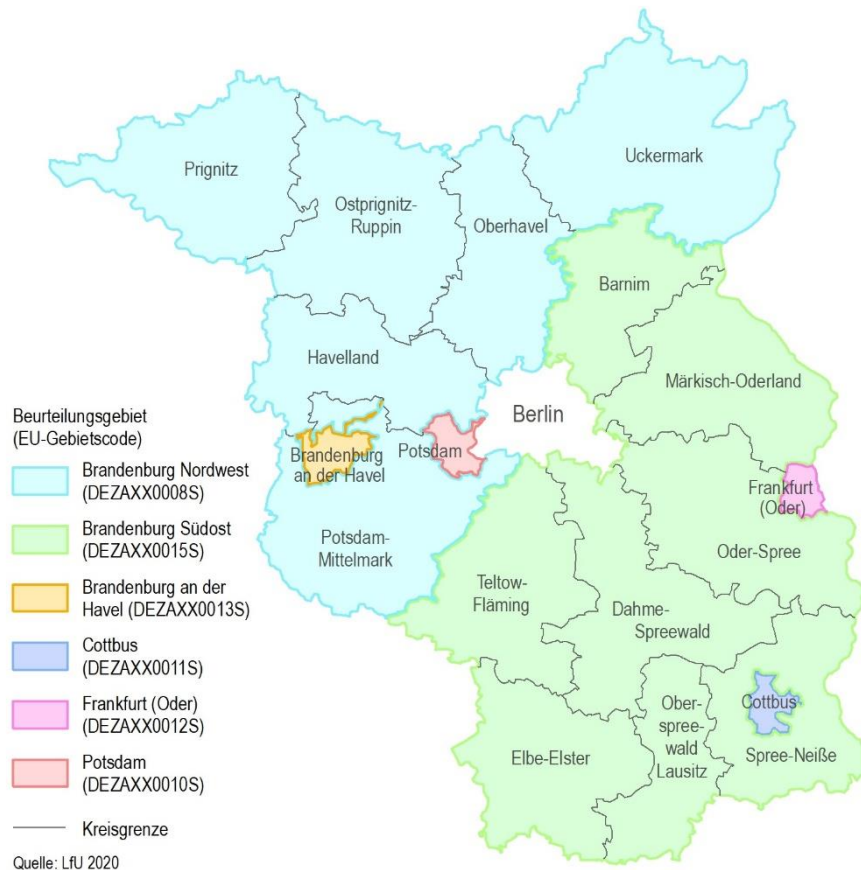 Prignitz
Ostprignitz-
Ruppin
Oberhavel
Uckermark
Barnim
Havelland
Märkisch-Oderland
Berlin
Potsdam
Brandenburg
an der Havel
Frankfurt
(Oder)
Potsdam-
Mittelmark
Oder-Spree
Teltow-
Fläming
Dahme-
Spreewald
Cottbus
Ober-
spree-
wald
Lausitz
Elbe-Elster
Spree-Neiße
Beurteilungsgebiet
(EU-Gebietscode)
Brandenburg Nordwest
(DEZAXX0008S)
Brandenburg Südost
(DEZAXX0015S)
Brandenburg an der
Havel (DEZAXX0013S)
Cottbus
(DEZAXX0011S)
Frankfurt (Oder)
(DEZAXX0012S)
Potsdam
(DEZAXX0010S)
Kreisgrenze
Quelle: LfU 2020